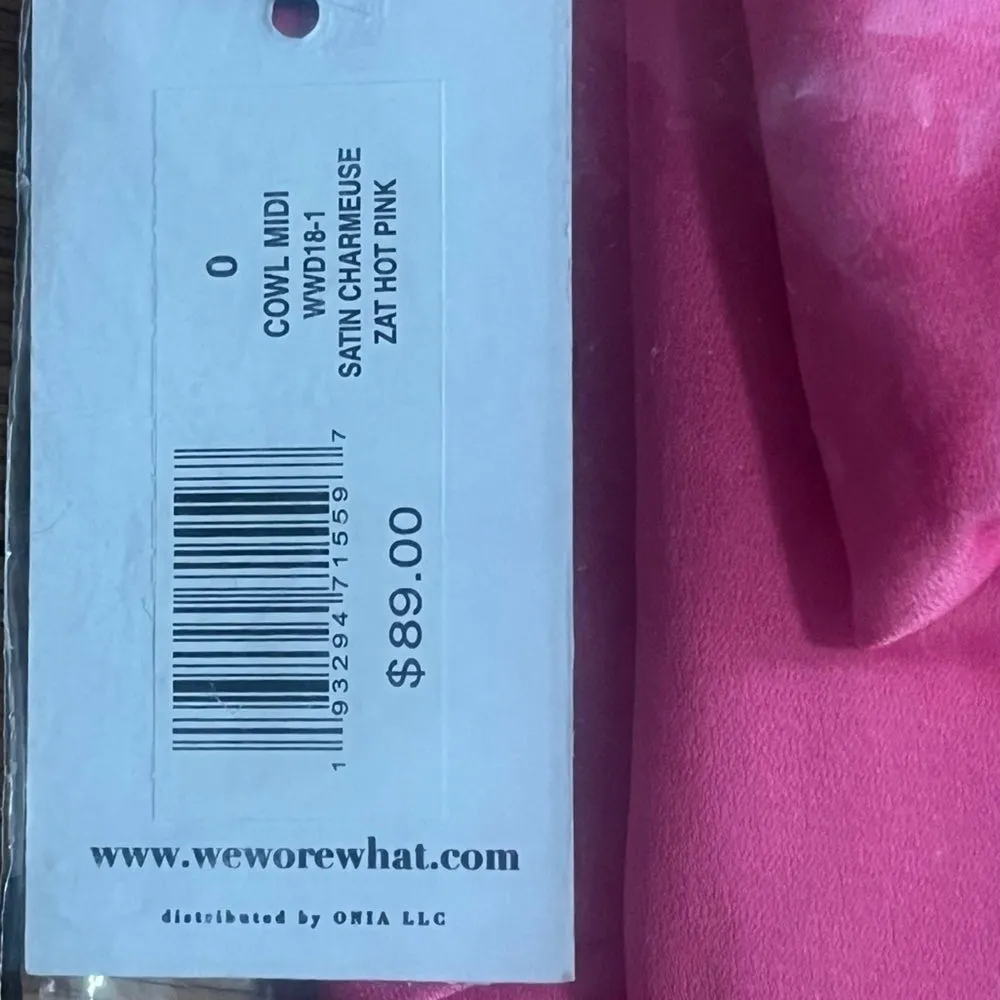 0
COWL MIDI
WWD18-1
SATIN CHARMEUSE
ZAT HOT PINK
1 93294 71559 7
$89.00
www.weworewhat.com
distributed by ONIA LLC